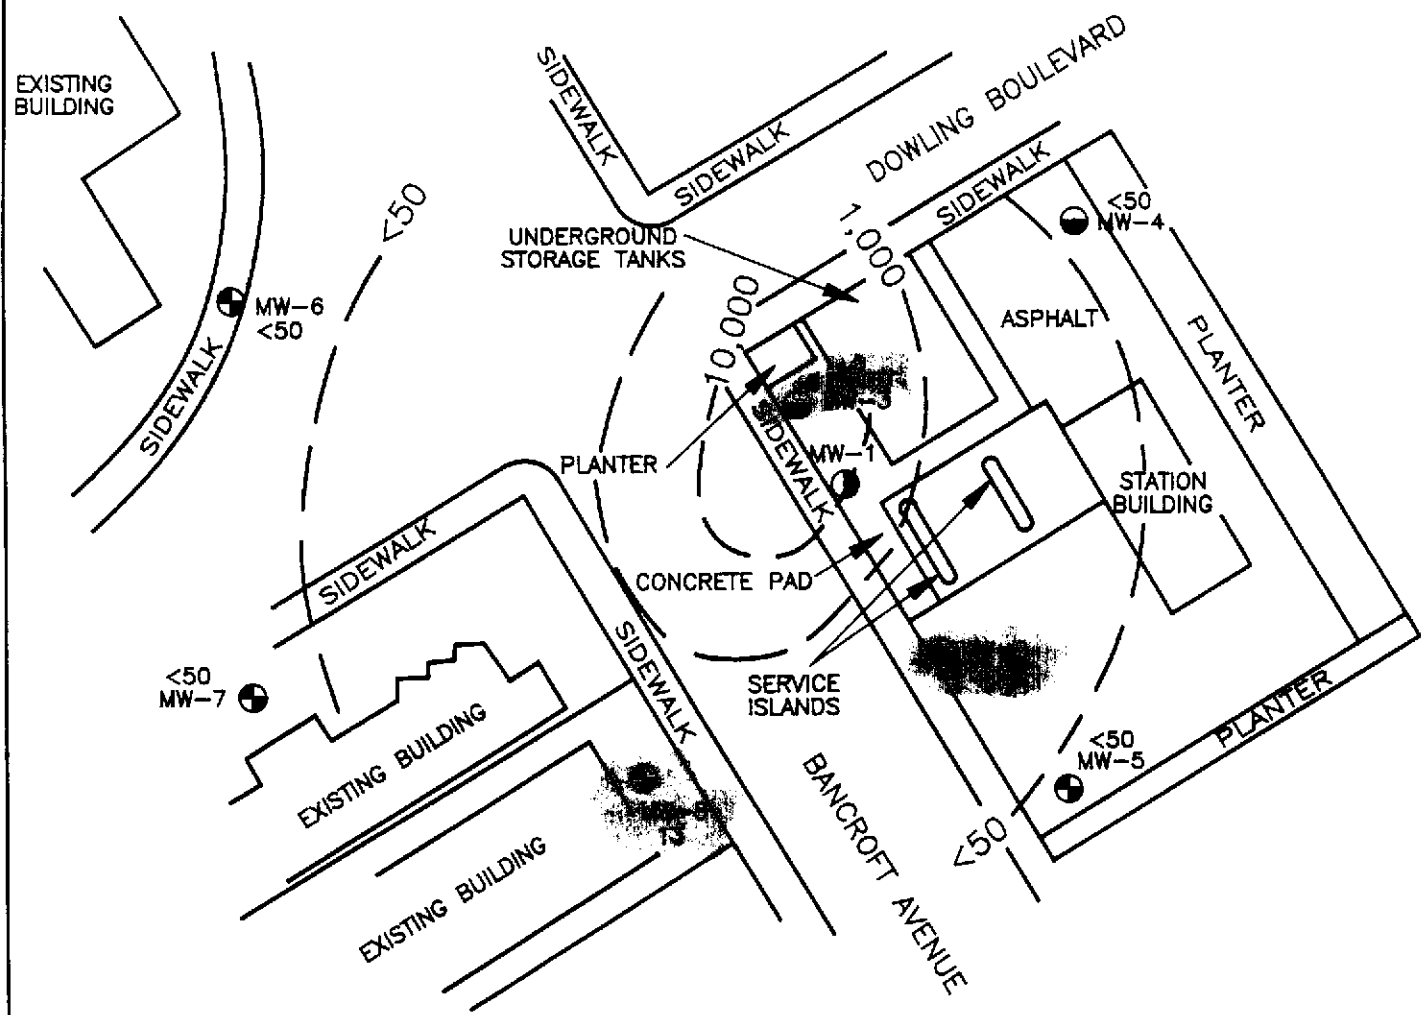 EXISTING
BUILDING
SIDEWALK
SIDEWALK
DOWLING BOULEVARD
SIDEWALK
<50
MW-4
<50
UNDERGROUND
STORAGE TANKS
1,000
10,000
ASPHALT
PLANTER
MW-6
<50
SIDEWALK
PLANTER
SIDEWALK
MW-1
STATION
BUILDING
SIDEWALK
CONCRETE PAD
SIDEWALK
SERVICE
ISLANDS
<50
MW-7
PLANTER
EXISTING BUILDING
<50
MW-5
BANCROFT AVENUE
<50
13
EXISTING BUILDING